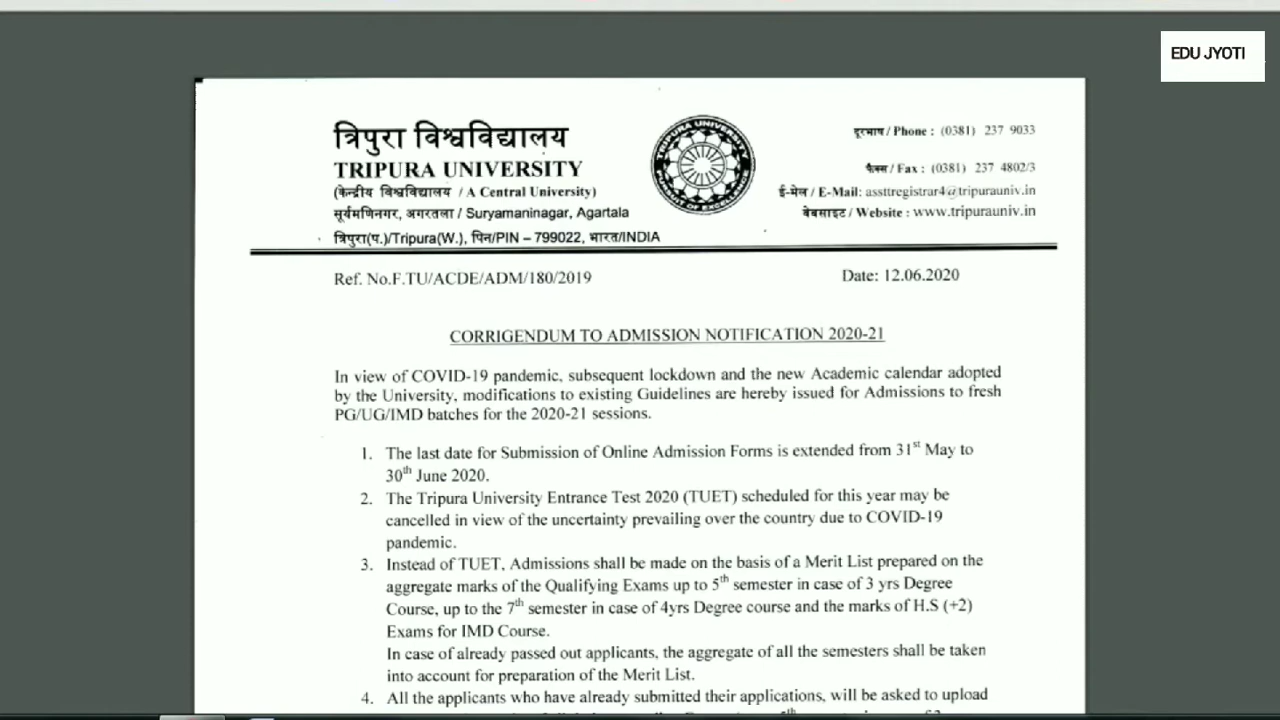 EDU JYOTI
त्रिपुरा विश्वविद्यालय
TRIPURA UNIVERSITY
(केन्द्रीय विश्वविद्यालय / A Central University)
सूर्यमणिनगर, अगरतला / Suryamaninagar, Agartala
त्रिपुरा(प.)/Tripura(W.), पिन/PIN – 799022, भारत/INDIA
TRIPURA UNIVERSITY
PURSUIT OF EXCELLENCE
दूरभाष / Phone : (0381) 237 9033
फैक्स / Fax : (0381) 237 4802/3
ई-मेल / E-Mail: assttregistrar4@tripurauniv.in
वेबसाइट / Website : www.tripurauniv.in
Ref. No.F.TU/ACDE/ADM/180/2019 Date: 12.06.2020
CORRIGENDUM TO ADMISSION NOTIFICATION 2020-21
In view of COVID-19 pandemic, subsequent lockdown and the new Academic calendar adopted
by the University, modifications to existing Guidelines are hereby issued for Admissions to fresh
PG/UG/IMD batches for the 2020-21 sessions.
1. The last date for Submission of Online Admission Forms is extended from 31st May to
30th June 2020.
2. The Tripura University Entrance Test 2020 (TUET) scheduled for this year may be
cancelled in view of the uncertainty prevailing over the country due to COVID-19
pandemic.
3. Instead of TUET, Admissions shall be made on the basis of a Merit List prepared on the
aggregate marks of the Qualifying Exams up to 5th semester in case of 3 yrs Degree
Course, up to the 7th semester in case of 4yrs Degree course and the marks of H.S (+2)
Exams for IMD Course.
In case of already passed out applicants, the aggregate of all the semesters shall be taken
into account for preparation of the Merit List.
4. All the applicants who have already submitted their applications, will be asked to upload